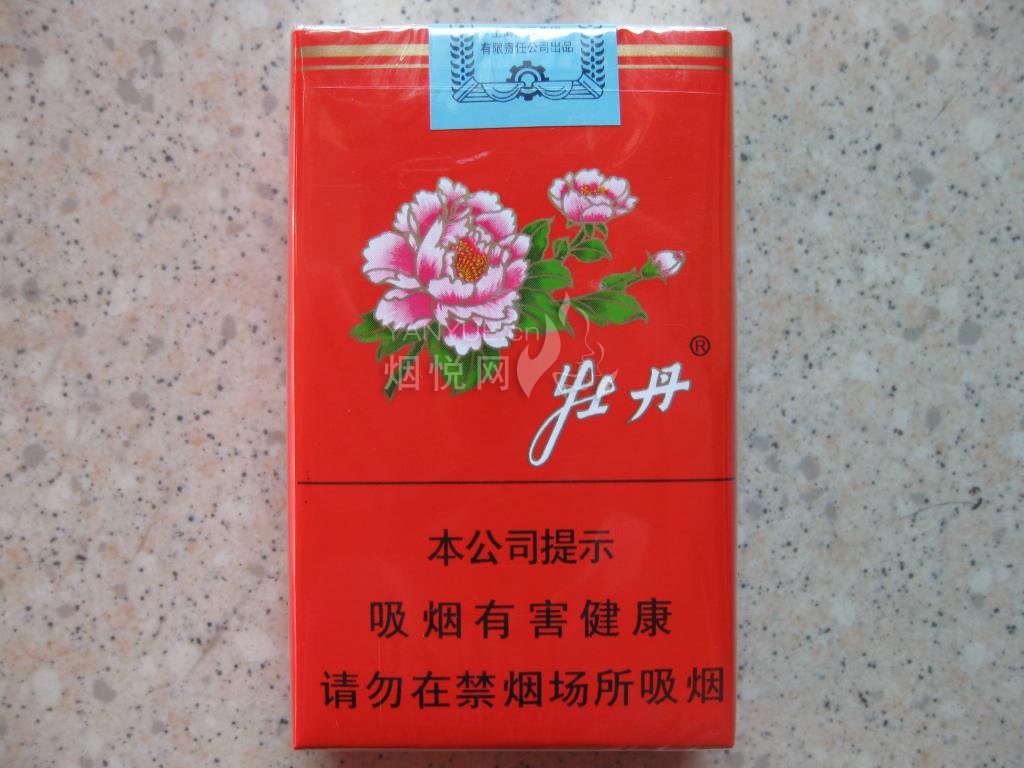 有限责任公司出品
YANYUE.cn
烟悦网
®
牡丹
本公司提示
吸烟有害健康
请勿在禁烟场所吸烟